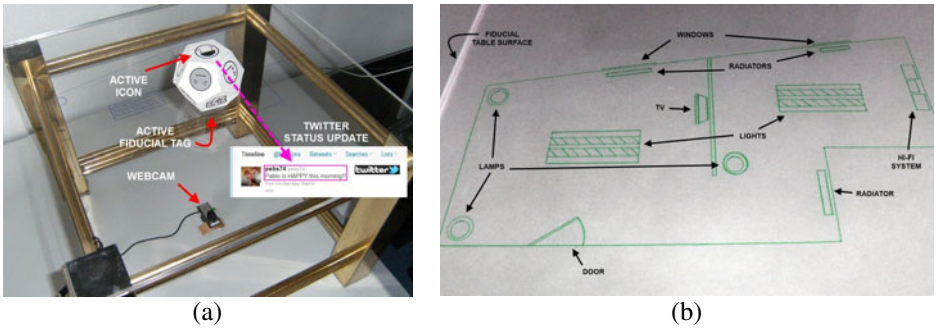 ACTIVE
ICON
ACTIVE
FIDUCIAL TAG
TWITTER
STATUS UPDATE
Timeline
Retweets
Searches
Lists
twitter
Pablo is HAPPY this morning!!
WEBCAM
(a)
FIDUCIAL
TABLE SURFACE
WINDOWS
RADIATORS
TV
LIGHTS
LAMPS
HI-FI
SYSTEM
RADIATOR
DOOR
(b)